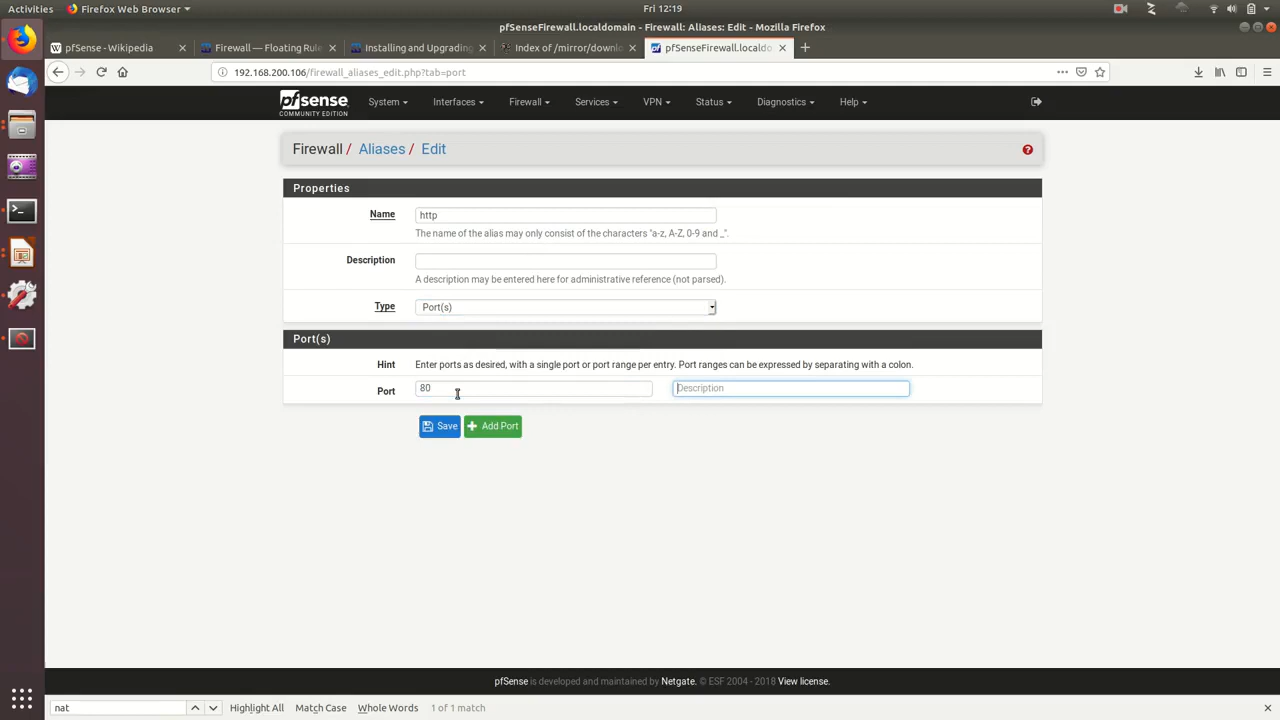 Activities Firefox Web Browser Fri 12:19
pfSenseFirewall.localdomain - Firewall: Aliases: Edit - Mozilla Firefox
pfSense - Wikipedia Firewall — Floating Rule Installing and Upgrading Index of /mirror/downlo pfSenseFirewall.localdo
192.168.200.106/firewall_aliases_edit.php?tab=port
pfsense System Interfaces Firewall Services VPN Status Diagnostics Help
COMMUNITY EDITION
Firewall / Aliases / Edit
Properties
Name http
The name of the alias may only consist of the characters "a-z, A-Z, 0-9 and _".
Description
A description may be entered here for administrative reference (not parsed).
Type Port(s)
Port(s)
Hint Enter ports as desired, with a single port or port range per entry. Port ranges can be expressed by separating with a colon.
Port 80 Description
Save Add Port
pfSense is developed and maintained by Netgate. © ESF 2004 - 2018 View license.
nat Highlight All Match Case Whole Words 1 of 1 match